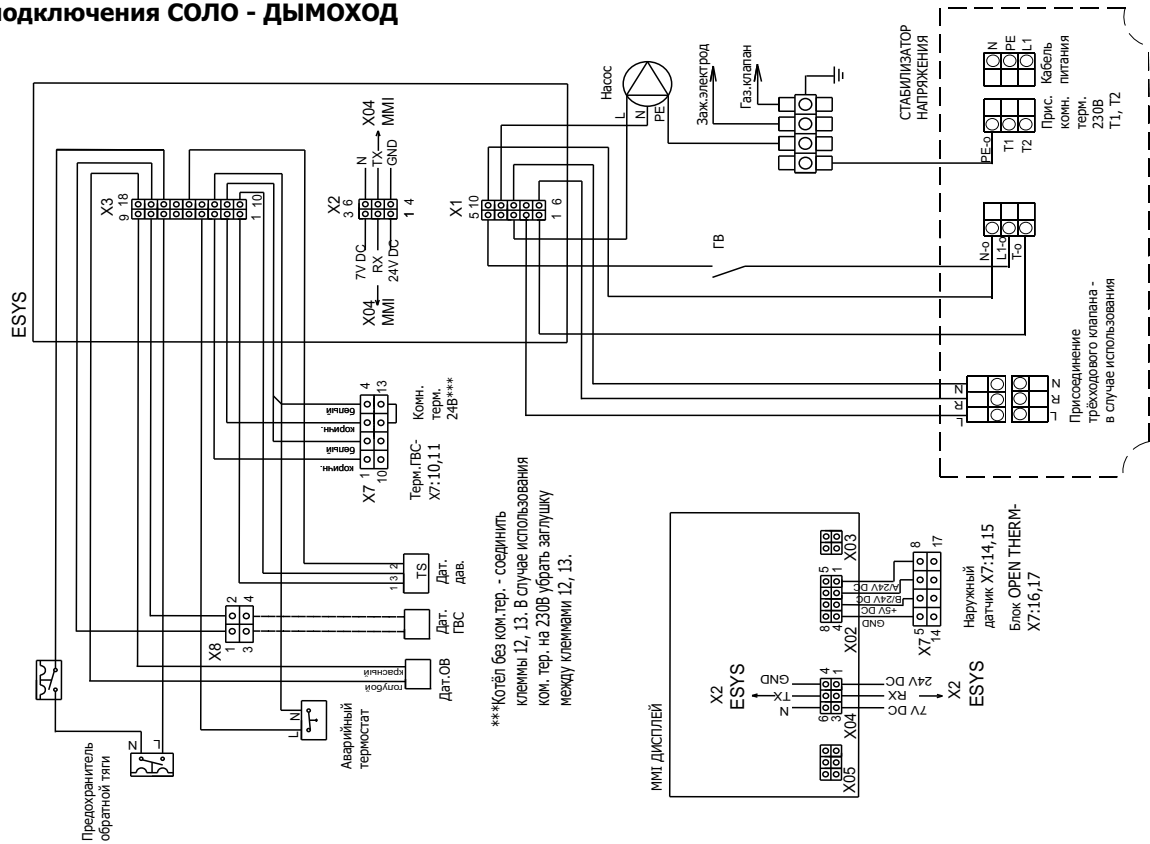 подключения СОЛО - ДЫМОХОД
ESYS
Предохранитель
обратной тяги
N
L
Аварийный
термостат
L
N
Дат.ОВ
голубой
красный
X8
1
2
3
4
Дат.
ГВС
1 3 2
TS
Дат.
дав.
X3
9 18
1 10
X7
1
4
10
13
коричн.
белый
коричн.
белый
Терм.ГВС-
X7:10,11
Комн.
терм.
24В***
X2
3 6
1 4
7V DC
RX
24V DC
N
TX
GND
X04
MMI
X04
MMI
X1
5 10
1 6
Насос
L
N
PE
Заж.электрод
Газ.клапан
ГВ
СТАБИЛИЗАТОР
НАПРЯЖЕНИЯ
N
PE
L1
Кабель
питания
PE-o
T1
T2
Прис.
комн.
терм.
230В
T1, T2
N-o
L1-o
T-o
L
R
N
L
R
N
Присоединение
трёхходового клапана -
в случае использования
***Котёл без ком.тер. - соединить
клеммы 12, 13. В случае использования
ком. тер. на 230В убрать заглушку
между клеммами 12, 13.
MMI ДИСПЛЕЙ
X05
X04
6 4
3 1
N
TX
GND
7V DC
RX
24V DC
X2
ESYS
X2
ESYS
X02
8 5
4 1
X03
GND
+5V DC
B/24V DC
A/24V DC
X7
5
8
14
17
Наружный
датчик X7:14,15
Блок OPEN THERM-
X7:16,17